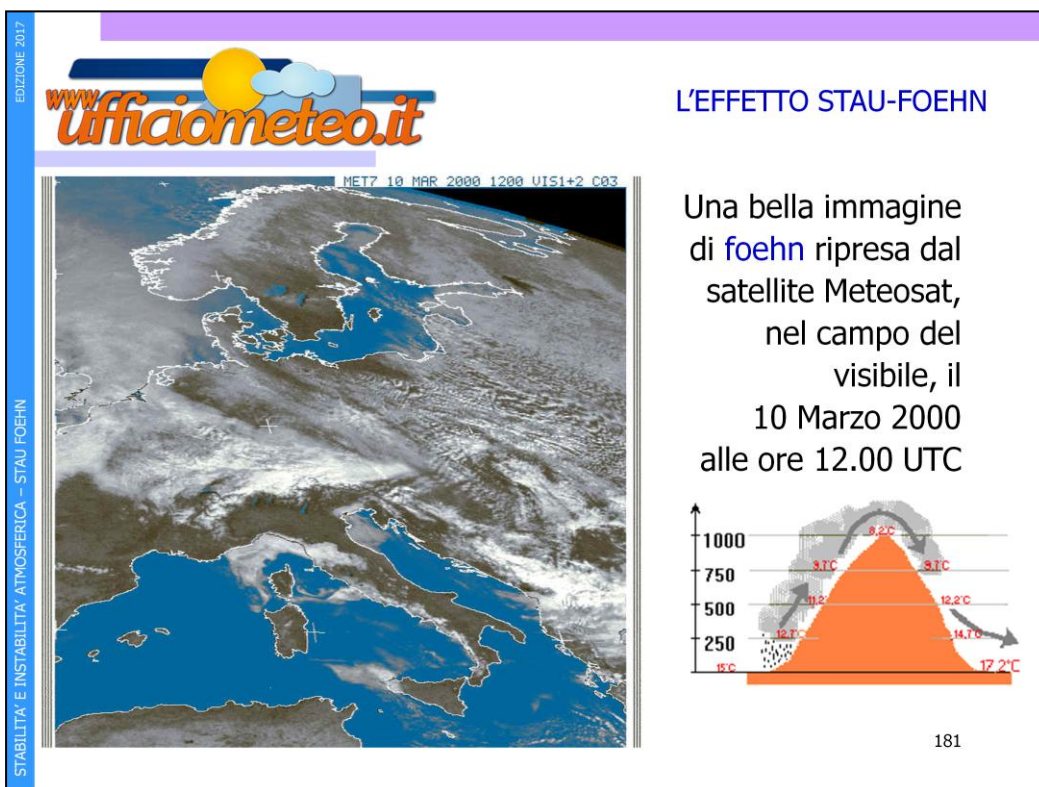 EDIZIONE 2017
STABILITA' E INSTABILITA' ATMOSFERICA – STAU FOEHN
www
ufficiometeo.it
L'EFFETTO STAU-FOEHN
MET7 10 MAR 2000 1200 VIS1+2 C03
Una bella immagine
di foehn ripresa dal
satellite Meteosat,
nel campo del
visibile, il
10 Marzo 2000
alle ore 12.00 UTC
1000
8,2°C
750
9,7°C
9,7°C
500
11,2°
12,2°C
250
12,7°C
14,7°C
15°C
17,2°C
181